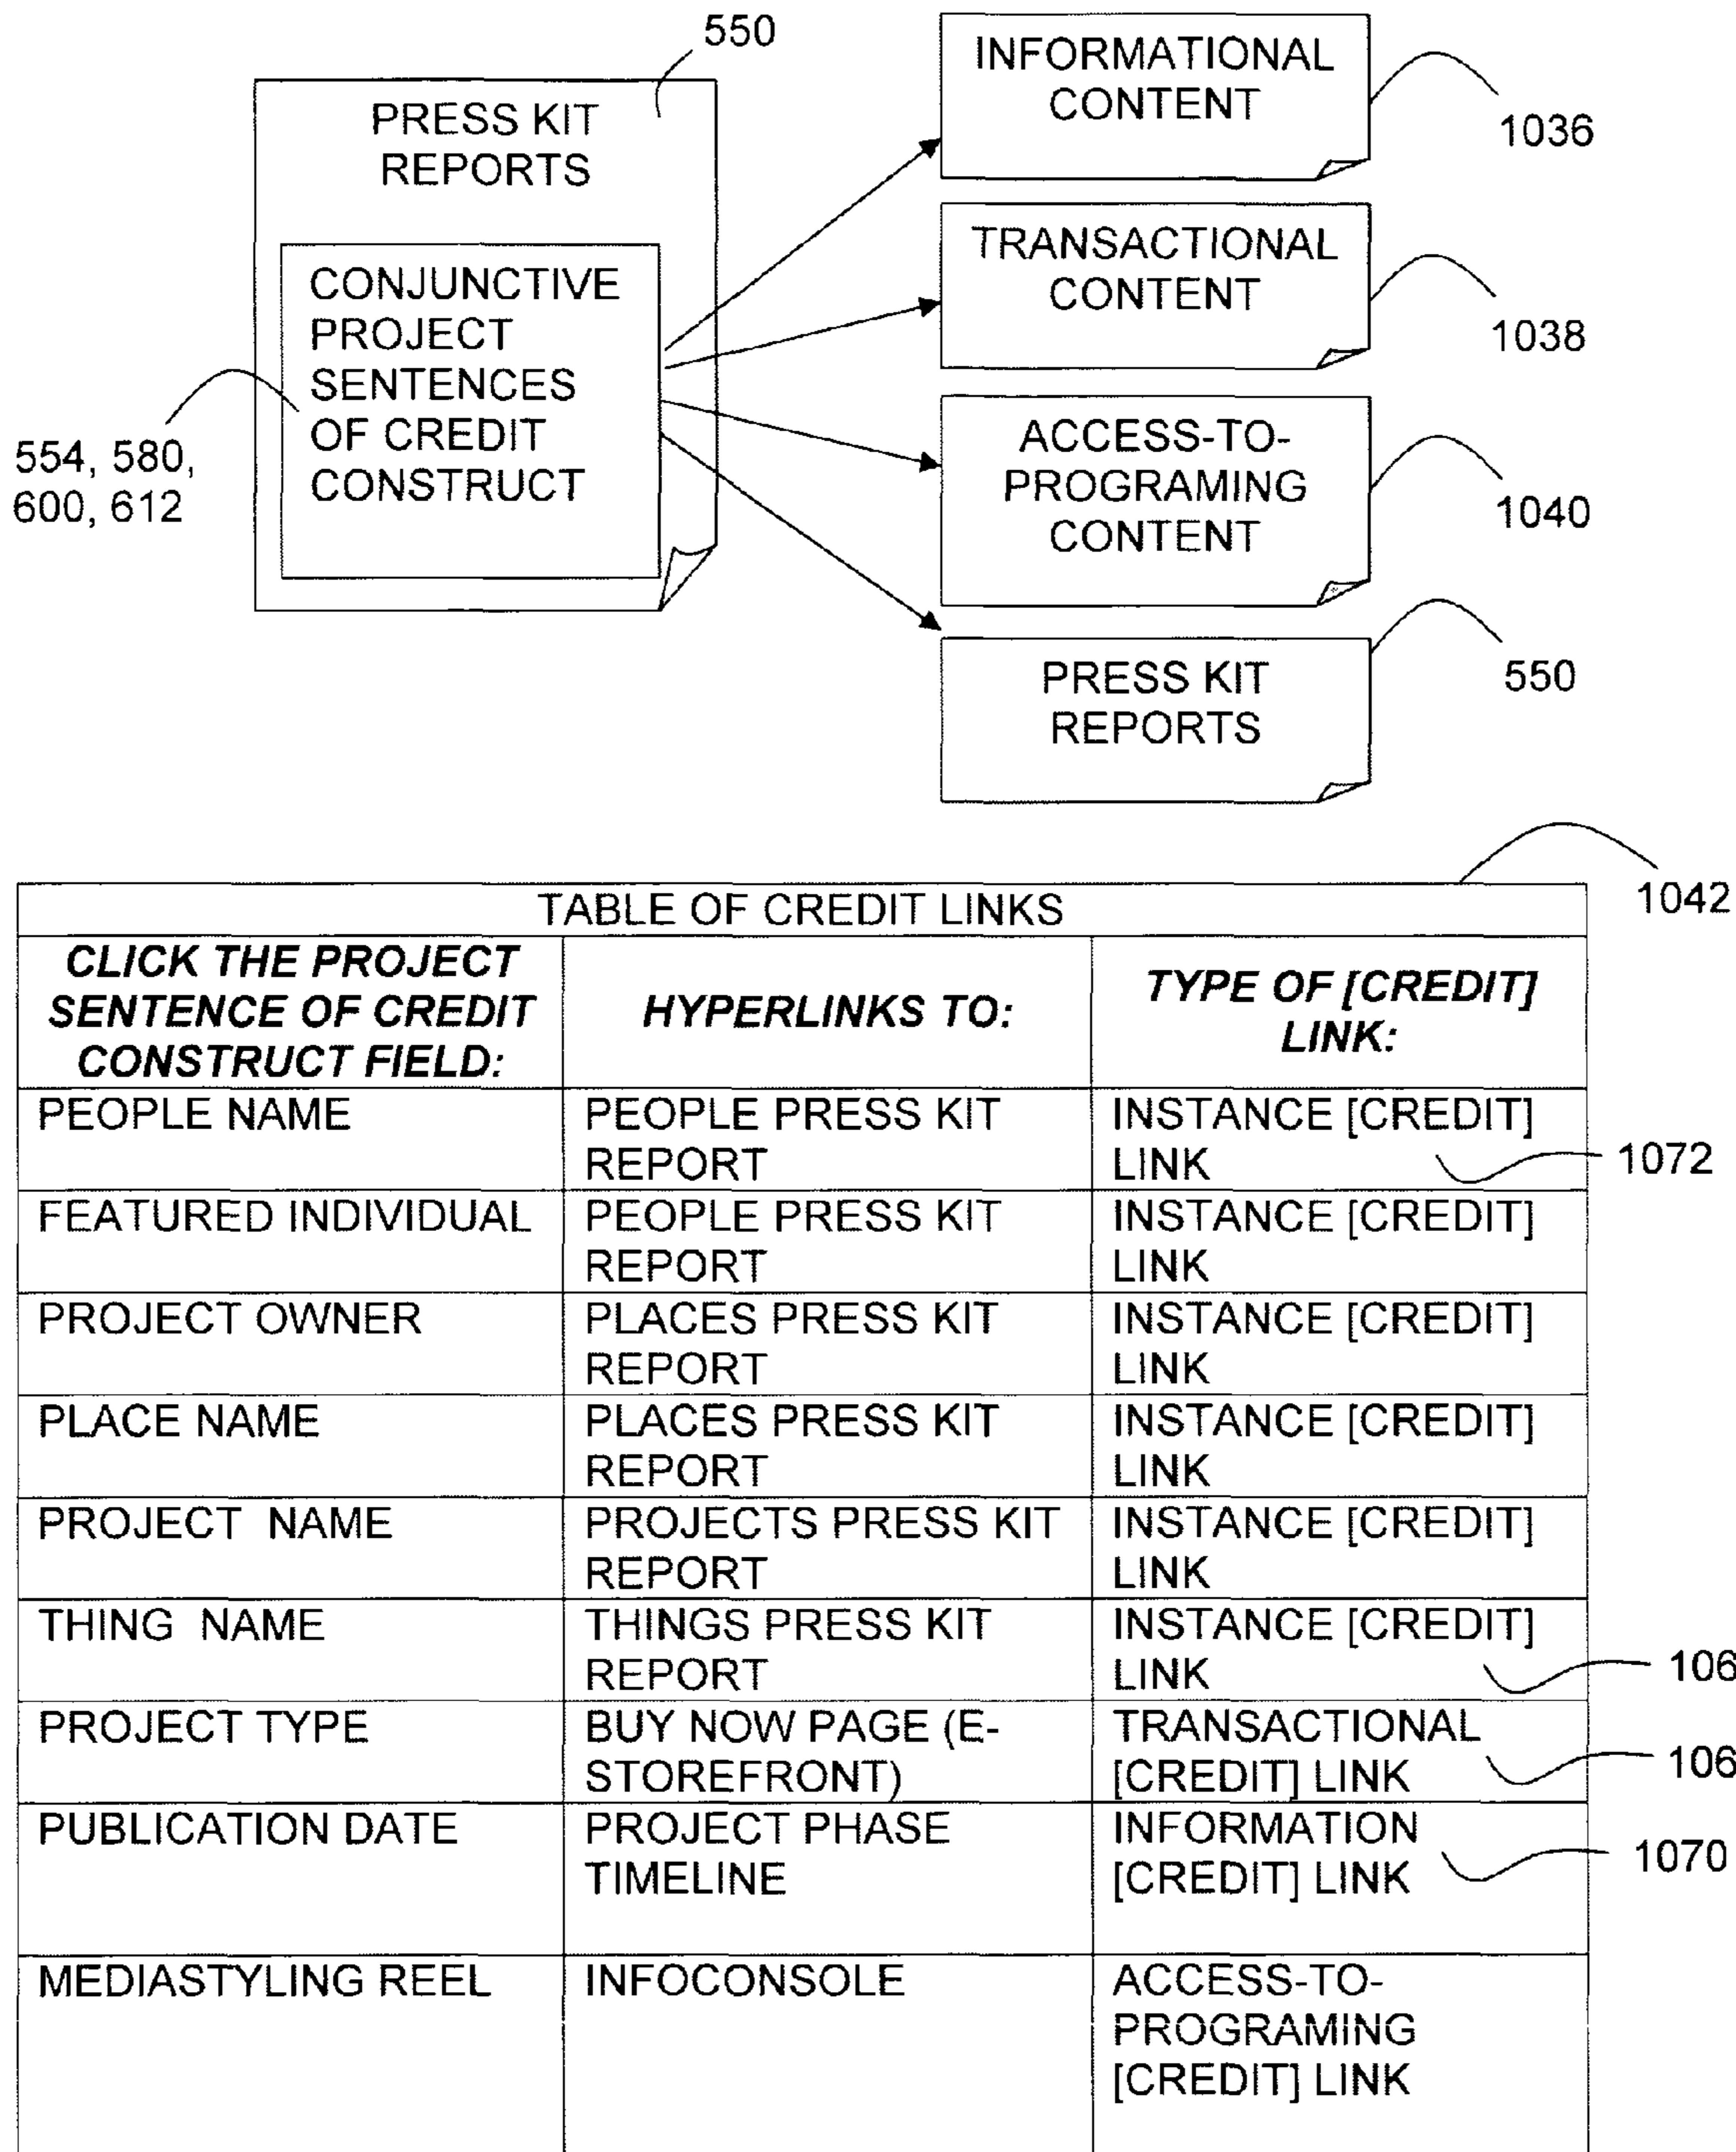 550
PRESS KIT
REPORTS
CONJUNCTIVE
PROJECT
SENTENCES
OF CREDIT
CONSTRUCT
554, 580,
600, 612
INFORMATIONAL
CONTENT
1036
TRANSACTIONAL
CONTENT
1038
ACCESS-TO-
PROGRAMING
CONTENT
1040
PRESS KIT
REPORTS
550
1042
TABLE OF CREDIT LINKS
CLICK THE PROJECT
SENTENCE OF CREDIT
CONSTRUCT FIELD:
HYPERLINKS TO:
TYPE OF [CREDIT]
LINK:
PEOPLE NAME
PEOPLE PRESS KIT
REPORT
INSTANCE [CREDIT]
LINK
1072
FEATURED INDIVIDUAL
PEOPLE PRESS KIT
REPORT
INSTANCE [CREDIT]
LINK
PROJECT OWNER
PLACES PRESS KIT
REPORT
INSTANCE [CREDIT]
LINK
PLACE NAME
PLACES PRESS KIT
REPORT
INSTANCE [CREDIT]
LINK
PROJECT NAME
PROJECTS PRESS KIT
REPORT
INSTANCE [CREDIT]
LINK
THING NAME
THINGS PRESS KIT
REPORT
INSTANCE [CREDIT]
LINK
106
PROJECT TYPE
BUY NOW PAGE (E-
STOREFRONT)
TRANSACTIONAL
[CREDIT] LINK
106
PUBLICATION DATE
PROJECT PHASE
TIMELINE
INFORMATION
[CREDIT] LINK
1070
MEDIASTYLING REEL
INFOCONSOLE
ACCESS-TO-
PROGRAMING
[CREDIT] LINK